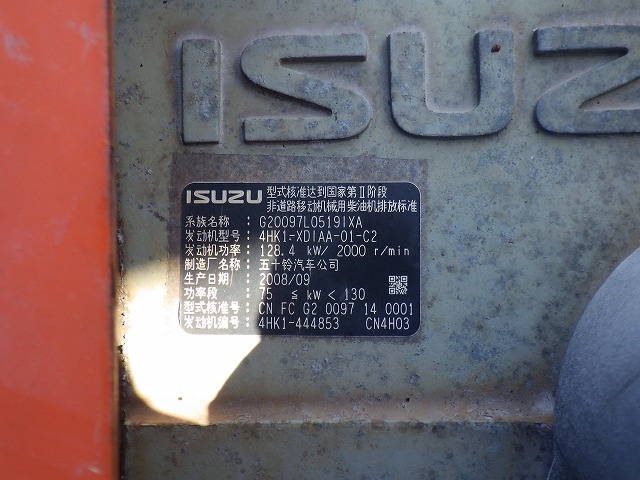 ISUZ
ISUZU 型式核准达到国家第Ⅱ阶段
非道路移动机械用柴油机排放标准
系族名称 : G20097L0519IXA
发动机型号: 4HK1-XDIAA-01-C2
发动机功率: 128.4 kW/ 2000 r/min
制造厂名称: 五十铃汽车公司
生产日期 : 2008/09
功率段 : 75 ≤ kW < 130
型式核准号: CN FC G2 0097 14 0001
发动机编号: 4HK1-444853 CN4H03